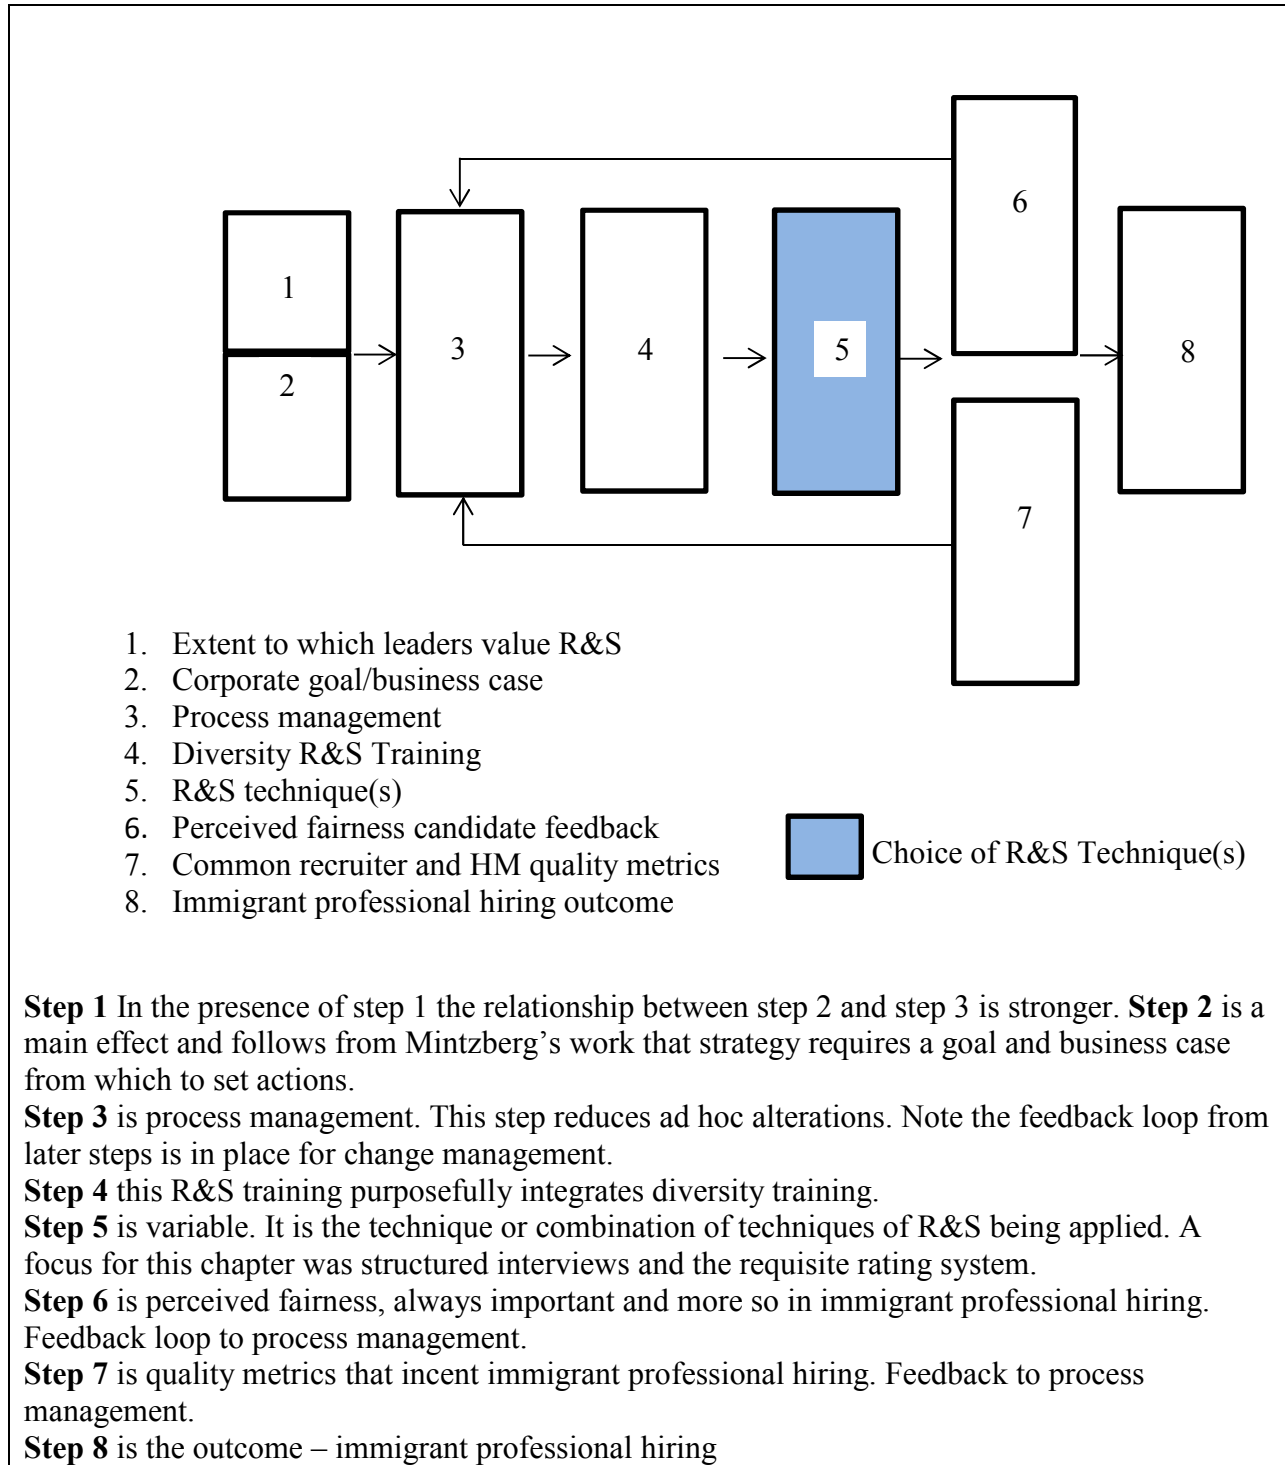 6
1
3
4
5
8
2
7
1. Extent to which leaders value R&S
2. Corporate goal/business case
3. Process management
4. Diversity R&S Training
5. R&S technique(s)
6. Perceived fairness candidate feedback
7. Common recruiter and HM quality metrics
8. Immigrant professional hiring outcome
Choice of R&S Technique(s)
Step 1 In the presence of step 1 the relationship between step 2 and step 3 is stronger. Step 2 is a
main effect and follows from Mintzberg’s work that strategy requires a goal and business case
from which to set actions.
Step 3 is process management. This step reduces ad hoc alterations. Note the feedback loop from
later steps is in place for change management.
Step 4 this R&S training purposefully integrates diversity training.
Step 5 is variable. It is the technique or combination of techniques of R&S being applied. A
focus for this chapter was structured interviews and the requisite rating system.
Step 6 is perceived fairness, always important and more so in immigrant professional hiring.
Feedback loop to process management.
Step 7 is quality metrics that incent immigrant professional hiring. Feedback to process
management.
Step 8 is the outcome – immigrant professional hiring